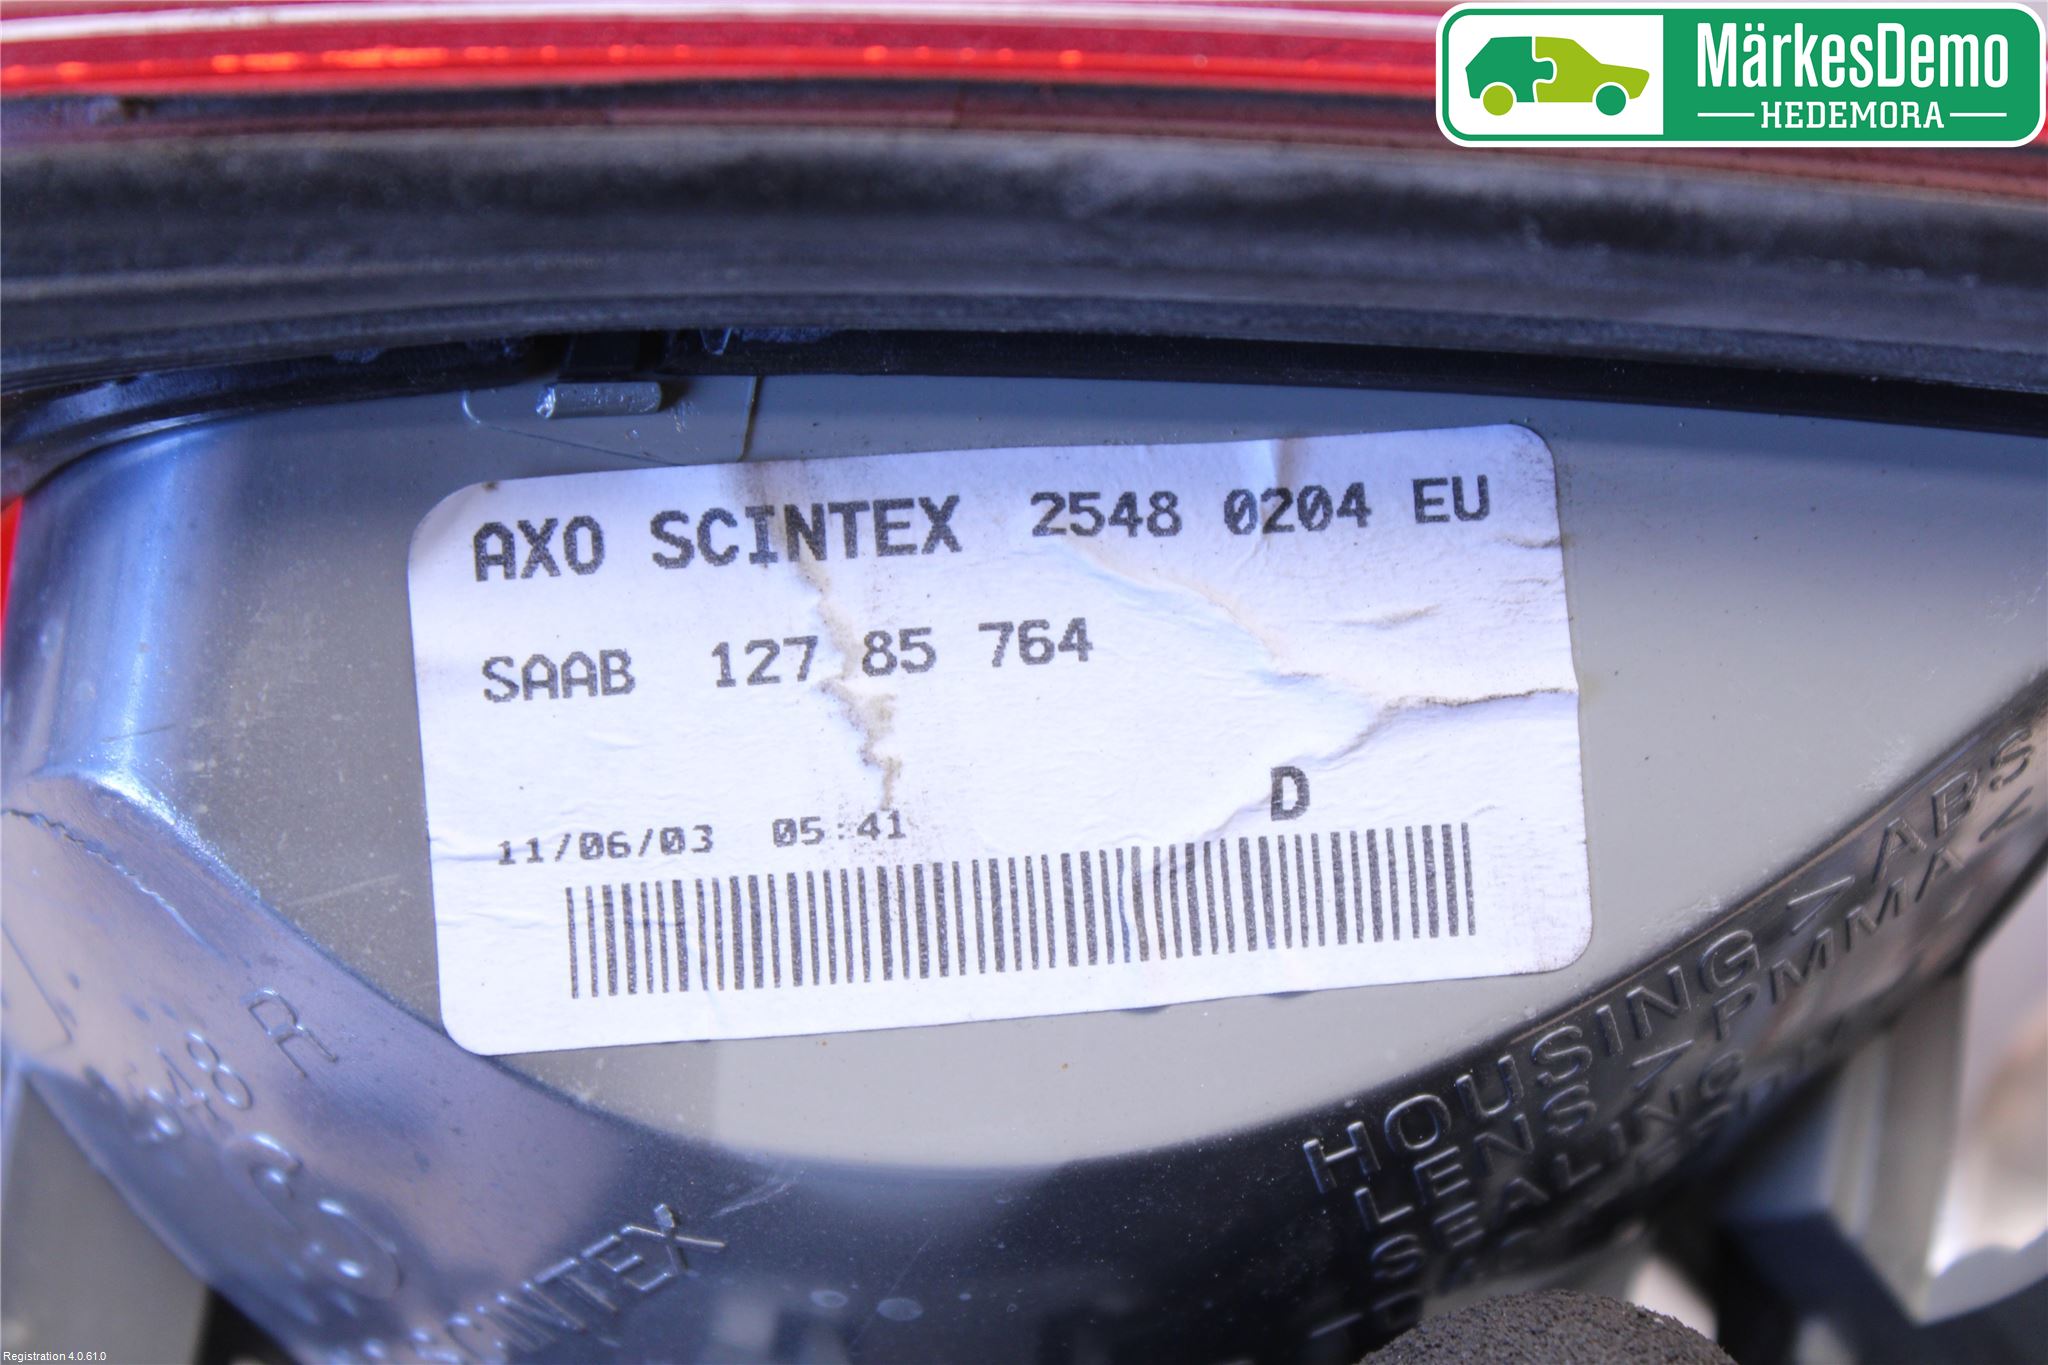 MärkesDemo
HEDEMORA
AXO SCINTEX 2548 0204 EU
SAAB 127 85 764
D
11/06/03 05:41
HOUSING >ABS
LENS >PMMA<
SEALING
R
SCINTEX
Registration 4.0.61.0